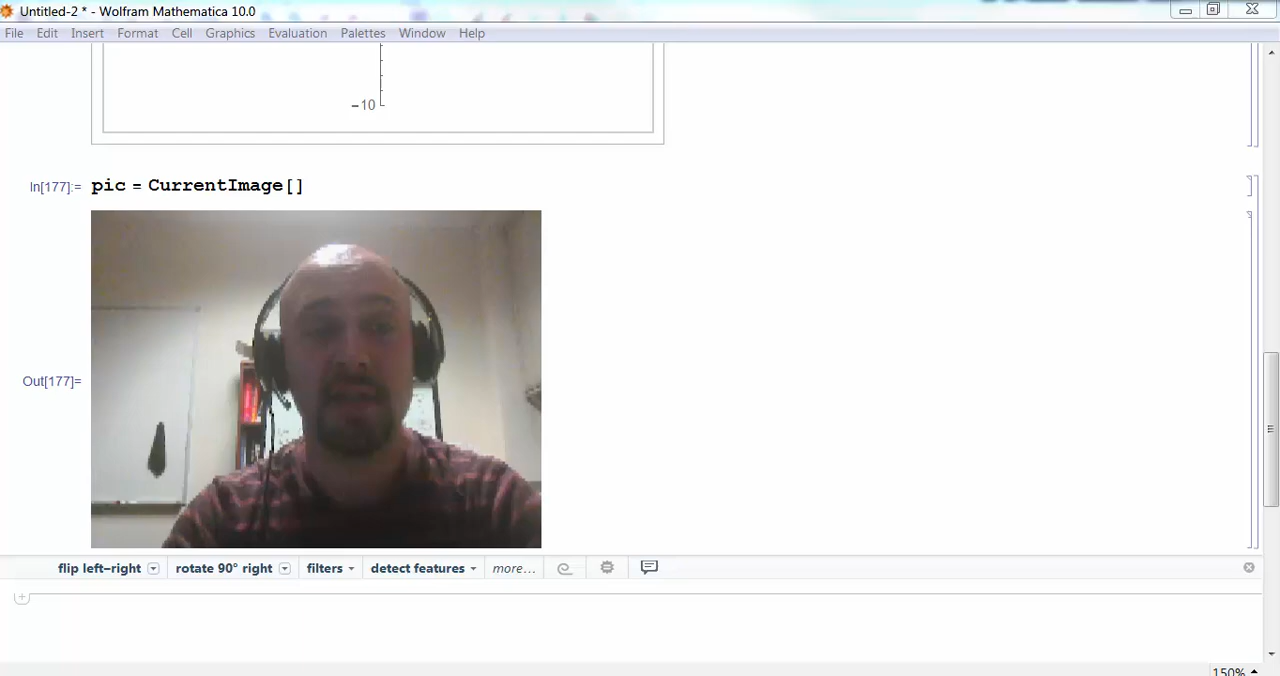 Untitled-2 * - Wolfram Mathematica 10.0
File Edit Insert Format Cell Graphics Evaluation Palettes Window Help
-10
In[177]:= pic = CurrentImage[]
Out[177]=
flip left-right rotate 90° right filters detect features more...
150%